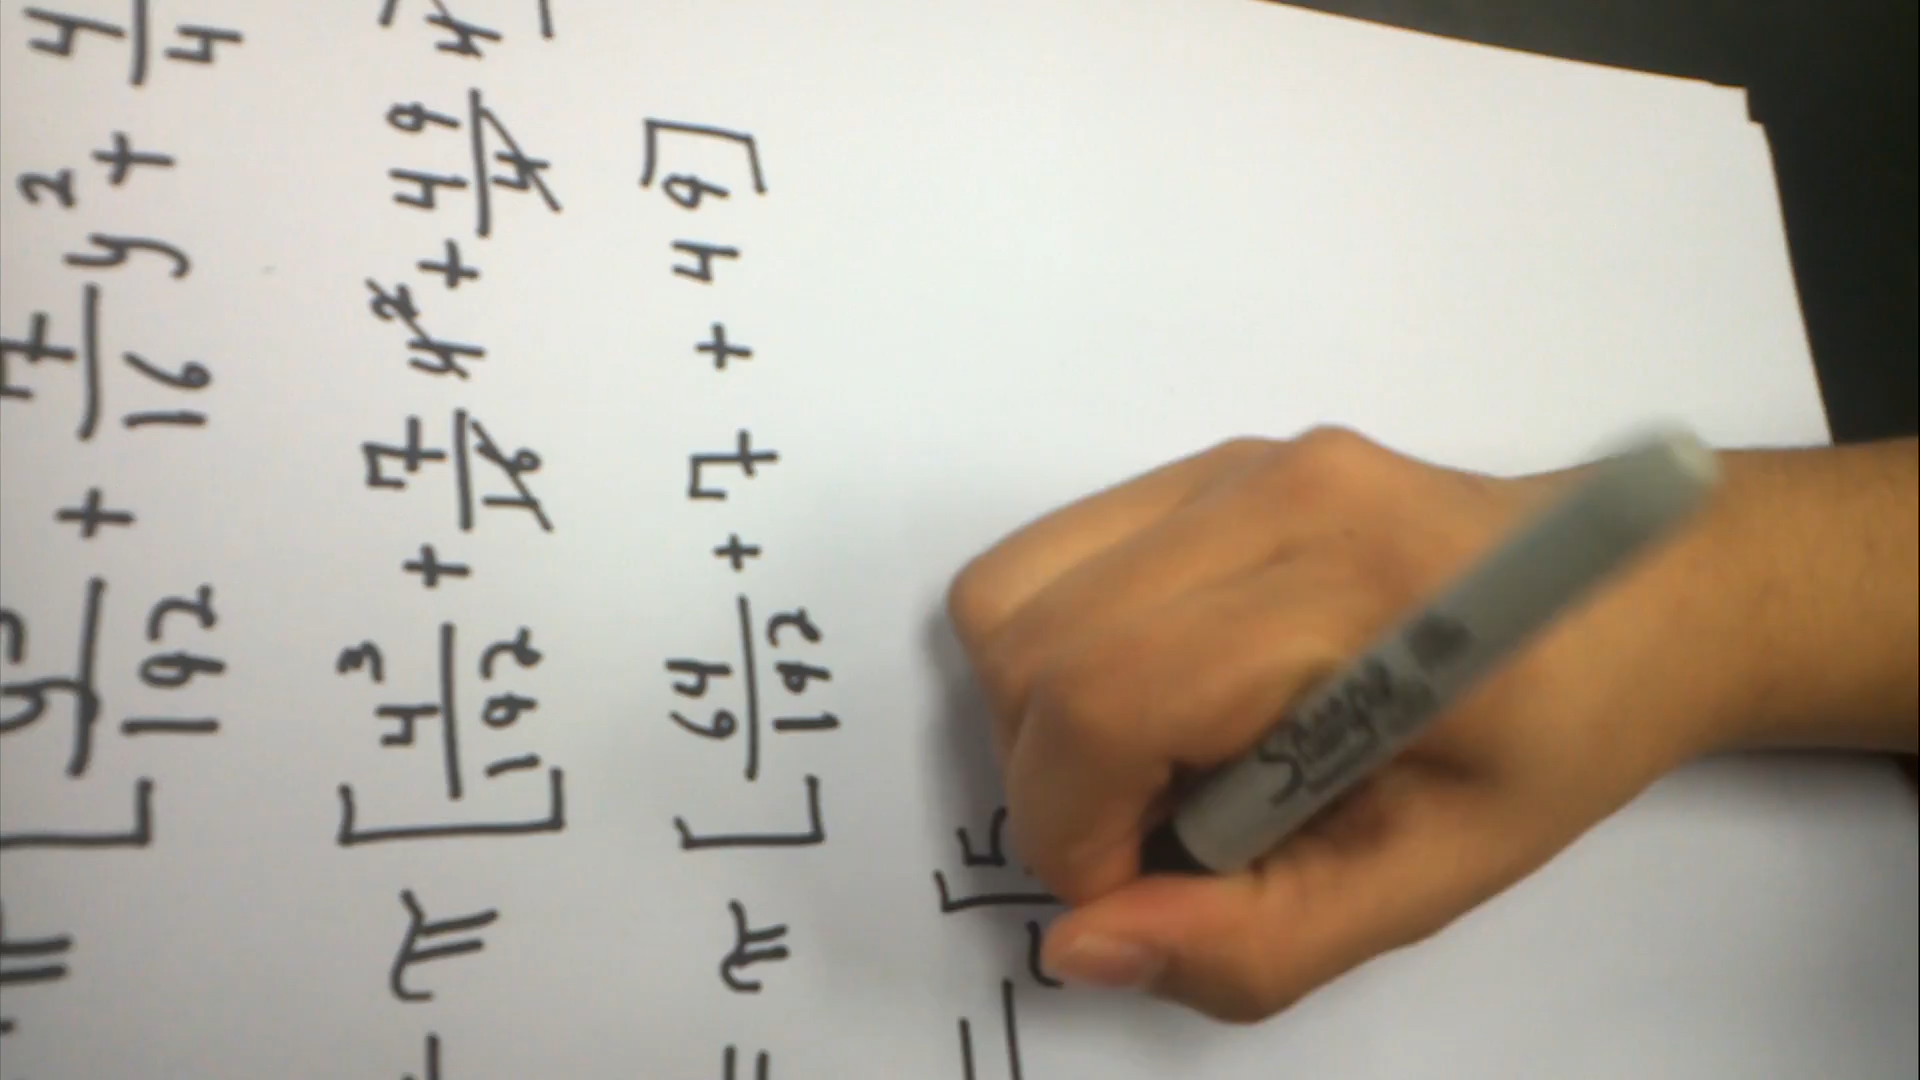 π[y³/192 + 7/16 y² + 49/4
= π[4³/192 + 7/16 4² + 49/4 4]
= π[64/192 + 7 + 49]
= π[5
Sharpie